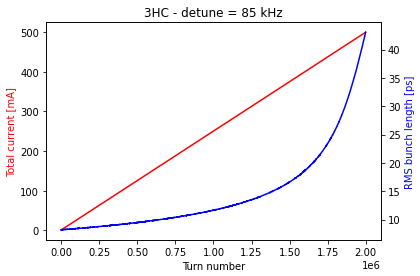 3HC - detune = 85 kHz
Total current [mA]
500
400
300
200
100
0
RMS bunch length [ps]
40
35
30
25
20
15
10
0.00 0.25 0.50 0.75 1.00 1.25 1.50 1.75 2.00
1e6
Turn number